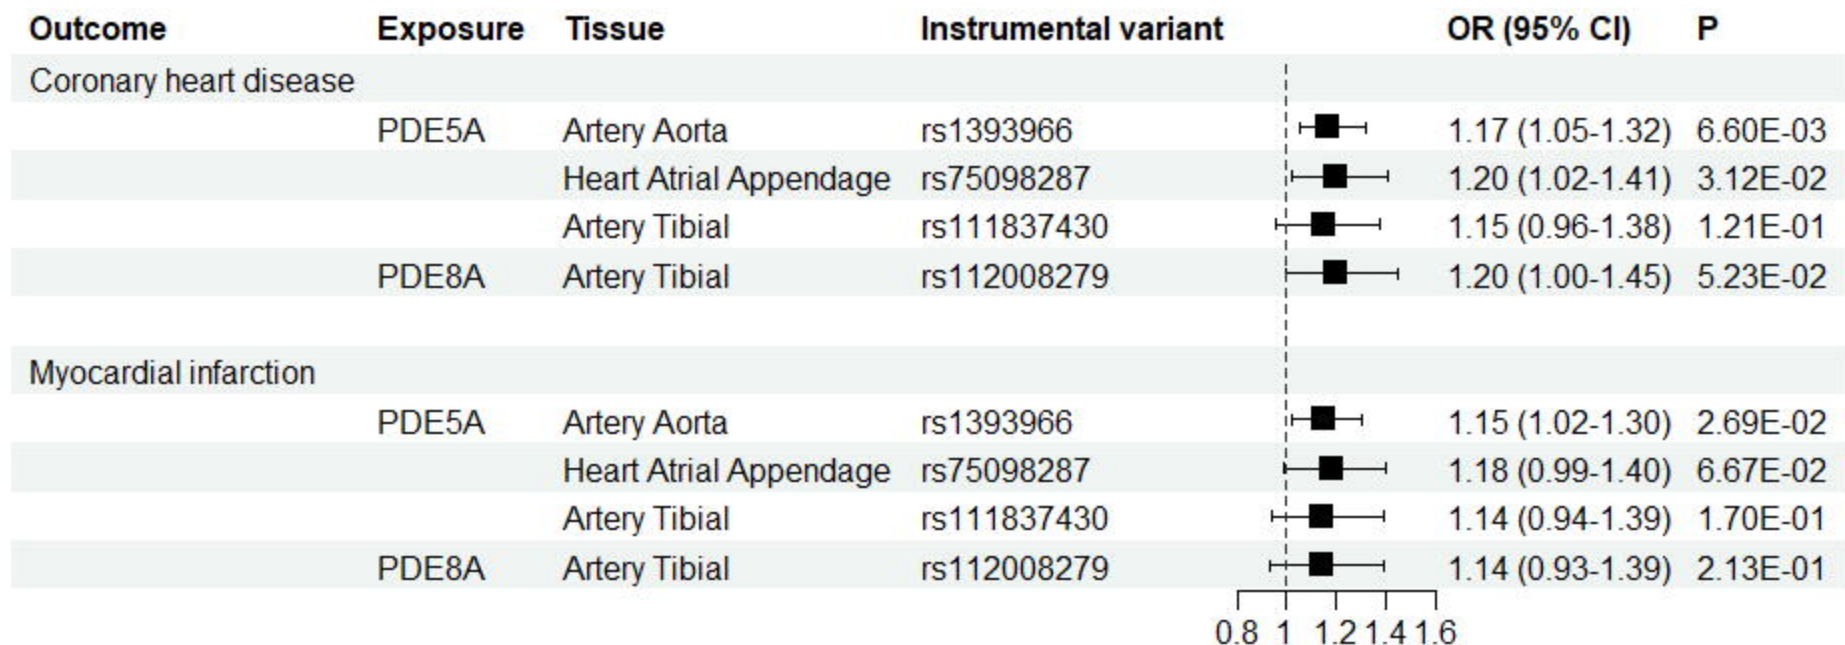 Outcome Exposure Tissue Instrumental variant OR (95% CI) P
Coronary heart disease
PDE5A Artery Aorta rs1393966 1.17 (1.05-1.32) 6.60E-03
Heart Atrial Appendage rs75098287 1.20 (1.02-1.41) 3.12E-02
Artery Tibial rs111837430 1.15 (0.96-1.38) 1.21E-01
PDE8A Artery Tibial rs112008279 1.20 (1.00-1.45) 5.23E-02
Myocardial infarction
PDE5A Artery Aorta rs1393966 1.15 (1.02-1.30) 2.69E-02
Heart Atrial Appendage rs75098287 1.18 (0.99-1.40) 6.67E-02
Artery Tibial rs111837430 1.14 (0.94-1.39) 1.70E-01
PDE8A Artery Tibial rs112008279 1.14 (0.93-1.39) 2.13E-01
0.8 1 1.2 1.4 1.6